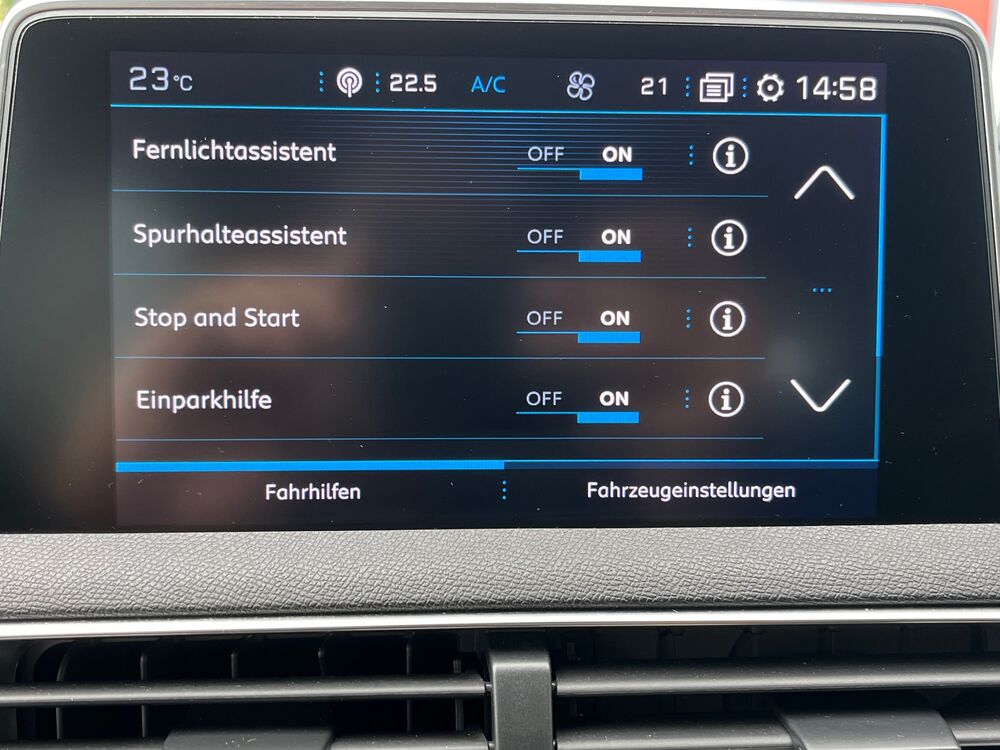 23°C 22.5 A/C 21 14:58
Fernlichtassistent OFF ON
Spurhalteassistent OFF ON
Stop and Start OFF ON
Einparkhilfe OFF ON
Fahrhilfen Fahrzeugeinstellungen